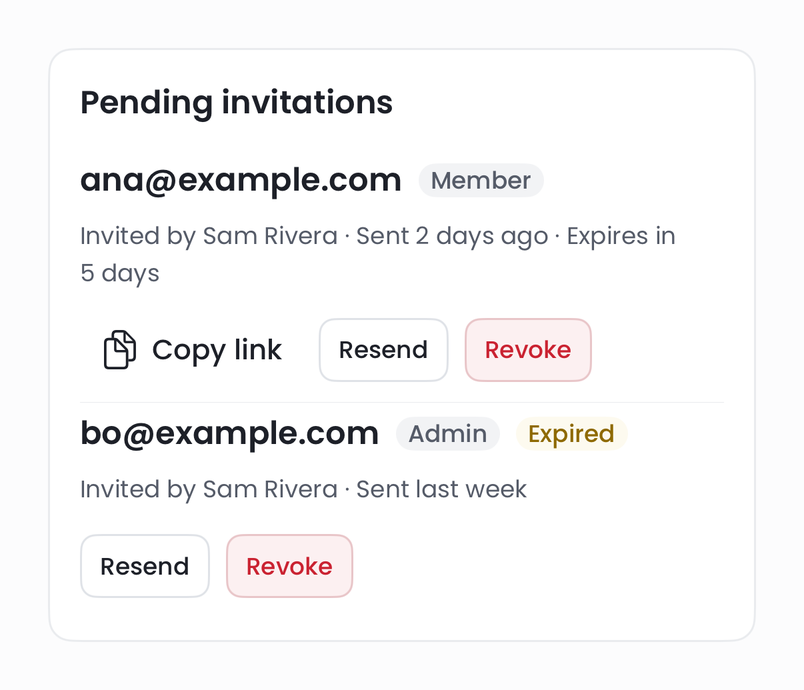 Pending invitations
ana@example.com Member
Invited by Sam Rivera · Sent 2 days ago · Expires in
5 days
Copy link Resend Revoke
bo@example.com Admin Expired
Invited by Sam Rivera · Sent last week
Resend Revoke